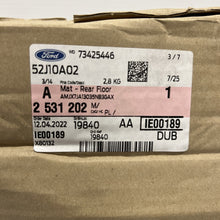 Ford 73425446 3/7
52J10A02
3/14 2,8 KG 7/25
A Mat - Rear Floor 1
2 531 202 M/
IE00189 12.04.2022 19840 AA IE00189
19840 DUB
X80132